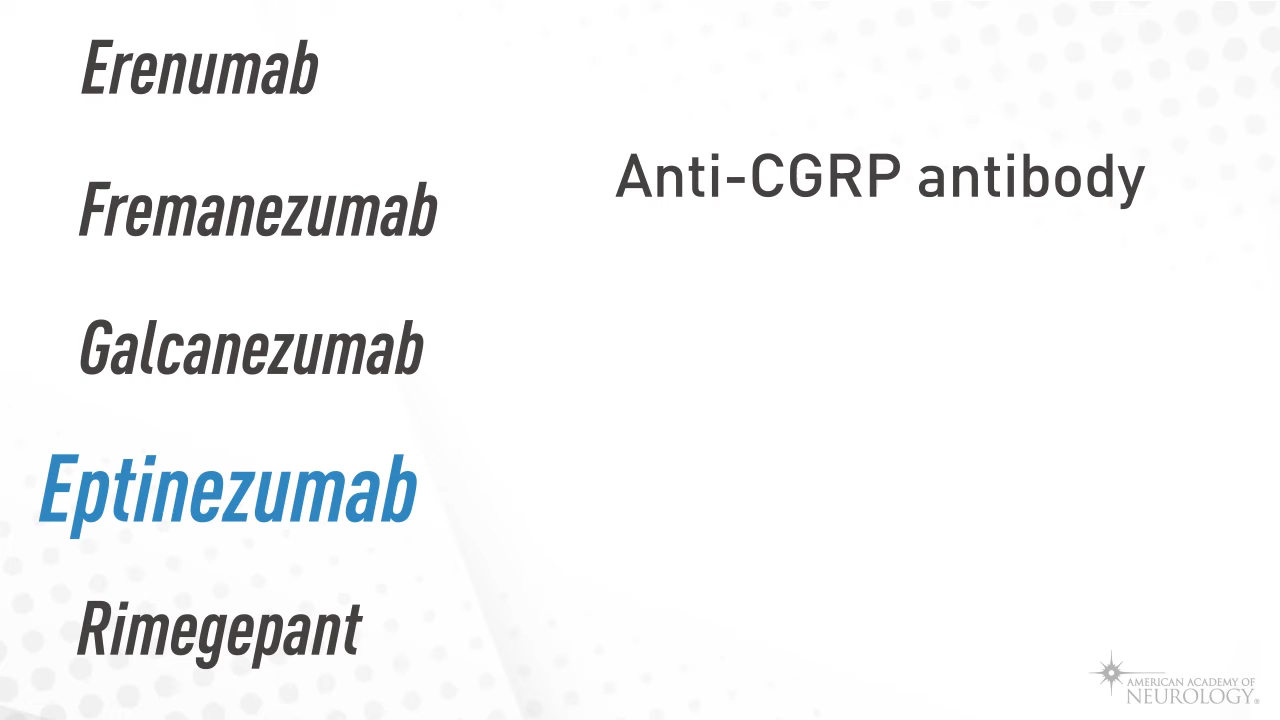 Erenumab
Fremanezumab
Galcanezumab
Eptinezumab
Rimegepant
Anti-CGRP antibody
AMERICAN ACADEMY OF
NEUROLOGY®